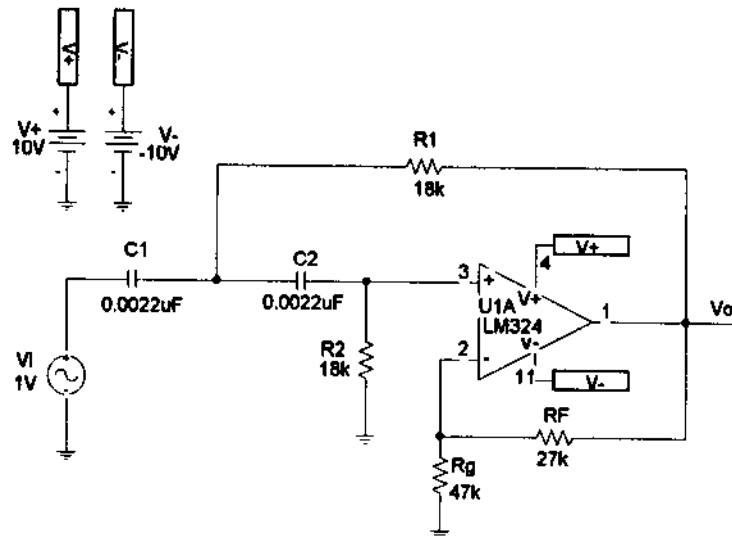 V+
V-
+
+
V+
10V
V-
-10V
-
-
R1
18k
C1
0.0022uF
C2
0.0022uF
VI
1V
+
-
R2
18k
3
+
U1A
LM324
2
-
V+
4
V+
1
Vo
V-
11
V-
RF
27k
Rg
47k